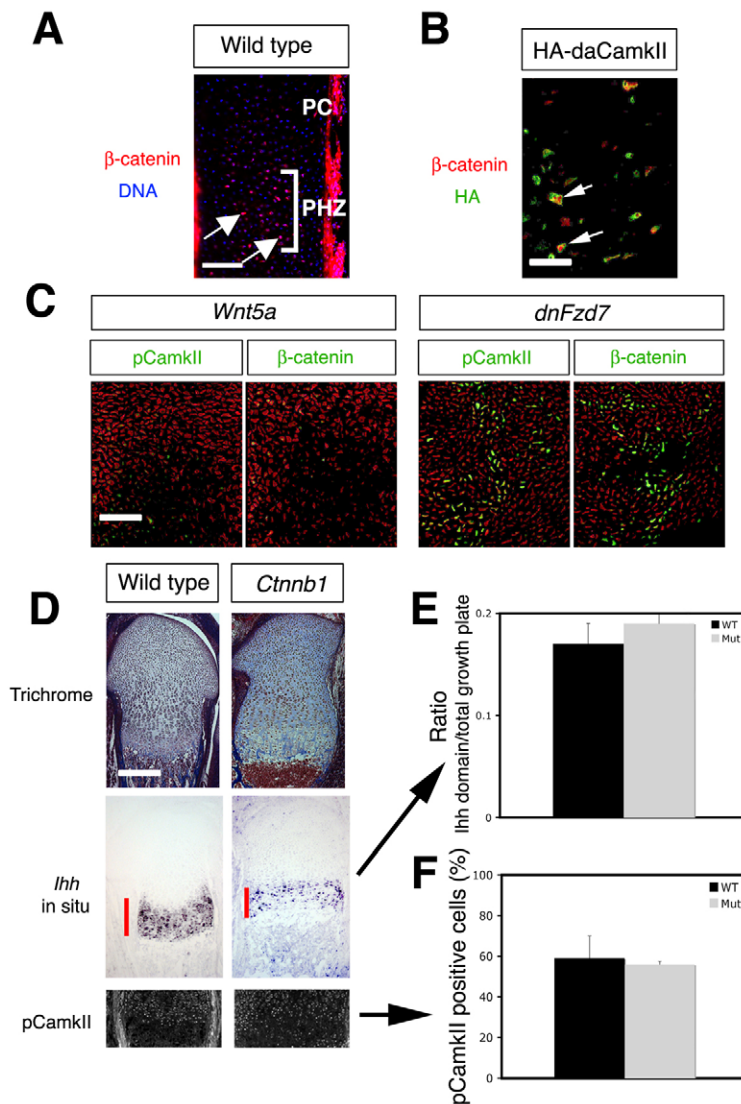 A
Wild type
β-catenin
DNA
PC
PHZ
B
HA-daCamkII
β-catenin
HA
C
Wnt5a
dnFzd7
pCamkII
β-catenin
pCamkII
β-catenin
D
Wild type
Ctnnb1
Trichrome
Ihh
in situ
pCamkII
E
Ratio
Ihh domain/total growth plate
0.2
0.1
0
WT
Mut
F
pCamkII positive cells (%)
100
80
60
40
20
0
WT
Mut